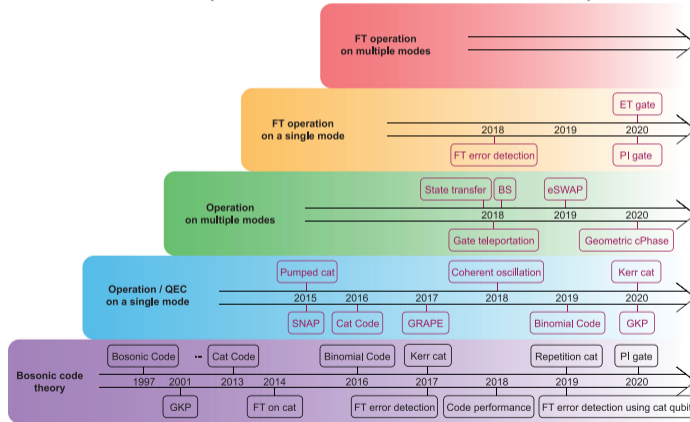 FT operation
on multiple modes
FT operation
on a single mode
ET gate
2018 2019 2020
FT error detection PI gate
Operation
on multiple modes
State transfer BS eSWAP
2018 2019 2020
Gate teleportation Geometric cPhase
Operation / QEC
on a single mode
Pumped cat Coherent oscillation Kerr cat
2015 2016 2017 2018 2019 2020
SNAP Cat Code GRAPE Binomial Code GKP
Bosonic code
theory
Bosonic Code -- Cat Code Binomial Code Kerr cat Repetition cat PI gate
1997 2001 2013 2014 2016 2017 2018 2019 2020
GKP FT on cat FT error detection Code performance FT error detection using cat qubit